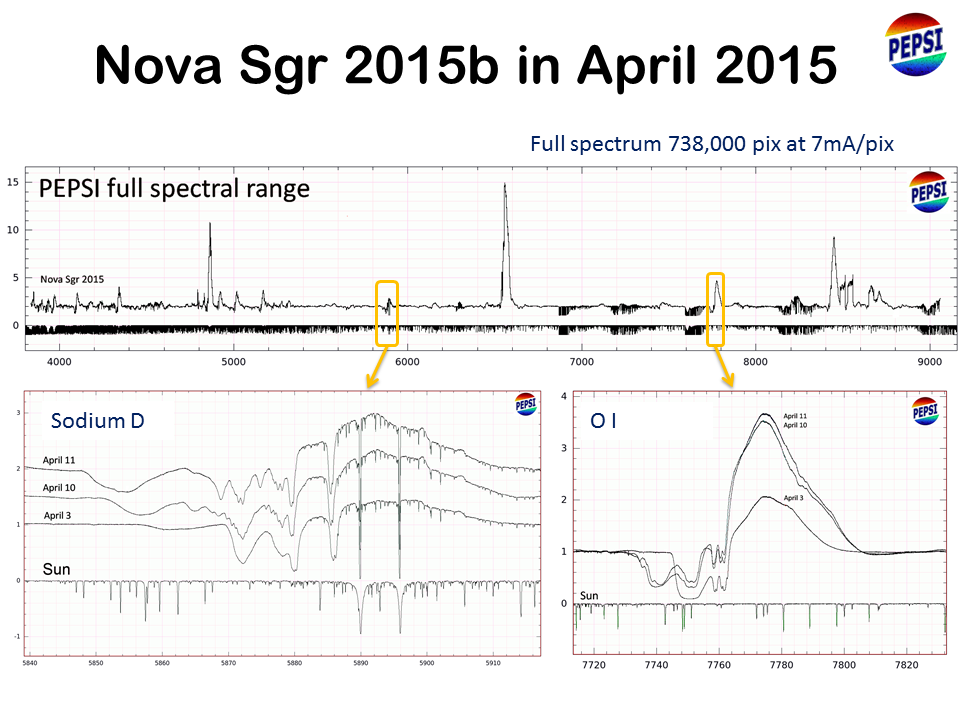 Nova Sgr 2015b in April 2015
PEPSI
Full spectrum 738,000 pix at 7mA/pix
PEPSI full spectral range
PEPSI
15
10
5
0
Nova Sgr 2015
4000 5000 6000 7000 8000 9000
Sodium D
PEPSI
3
2
1
0
-1
April 11
April 10
April 3
Sun
5840 5850 5860 5870 5880 5890 5900 5910
O I
PEPSI
4
3
2
1
0
April 11
April 10
April 3
Sun
7720 7740 7760 7780 7800 7820